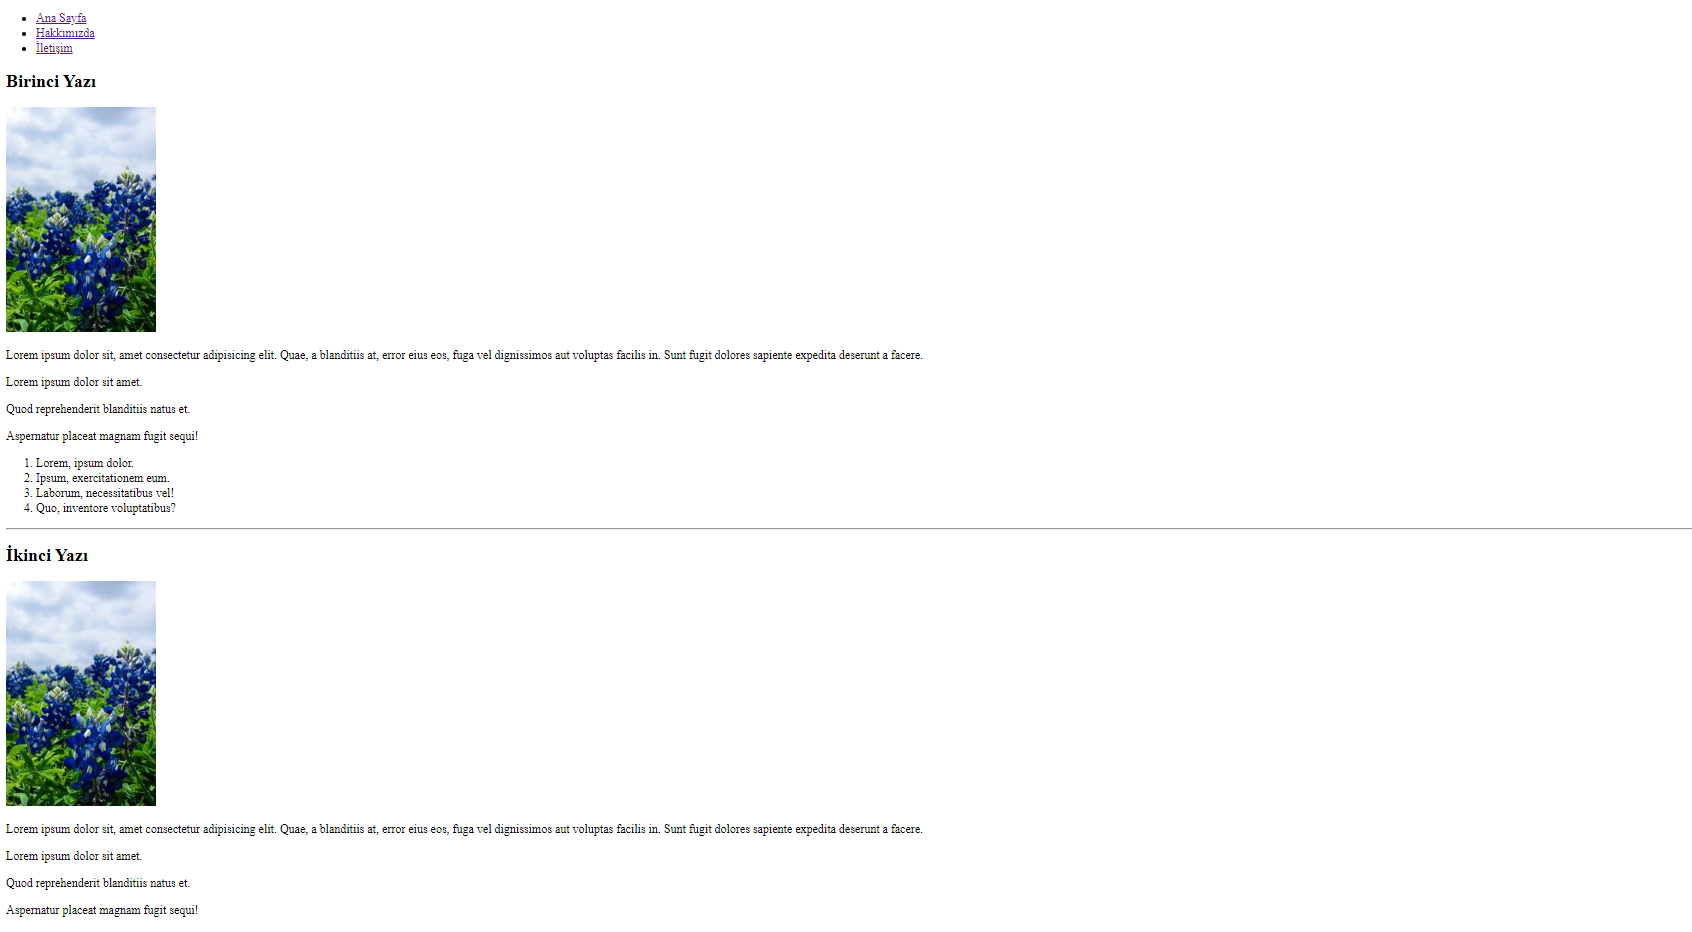 Ana Sayfa
Hakkımızda
İletişim
Birinci Yazı
Lorem ipsum dolor sit, amet consectetur adipisicing elit. Quae, a blanditiis at, error eius eos, fuga vel dignissimos aut voluptas facilis in. Sunt fugit dolores sapiente expedita deserunt a facere.
Lorem ipsum dolor sit amet.
Quod reprehenderit blanditiis natus et.
Aspernatur placeat magnam fugit sequi!
1. Lorem, ipsum dolor.
2. Ipsum, exercitationem eum.
3. Laborum, necessitatibus vel!
4. Quo, inventore voluptatibus?
İkinci Yazı
Lorem ipsum dolor sit, amet consectetur adipisicing elit. Quae, a blanditiis at, error eius eos, fuga vel dignissimos aut voluptas facilis in. Sunt fugit dolores sapiente expedita deserunt a facere.
Lorem ipsum dolor sit amet.
Quod reprehenderit blanditiis natus et.
Aspernatur placeat magnam fugit sequi!